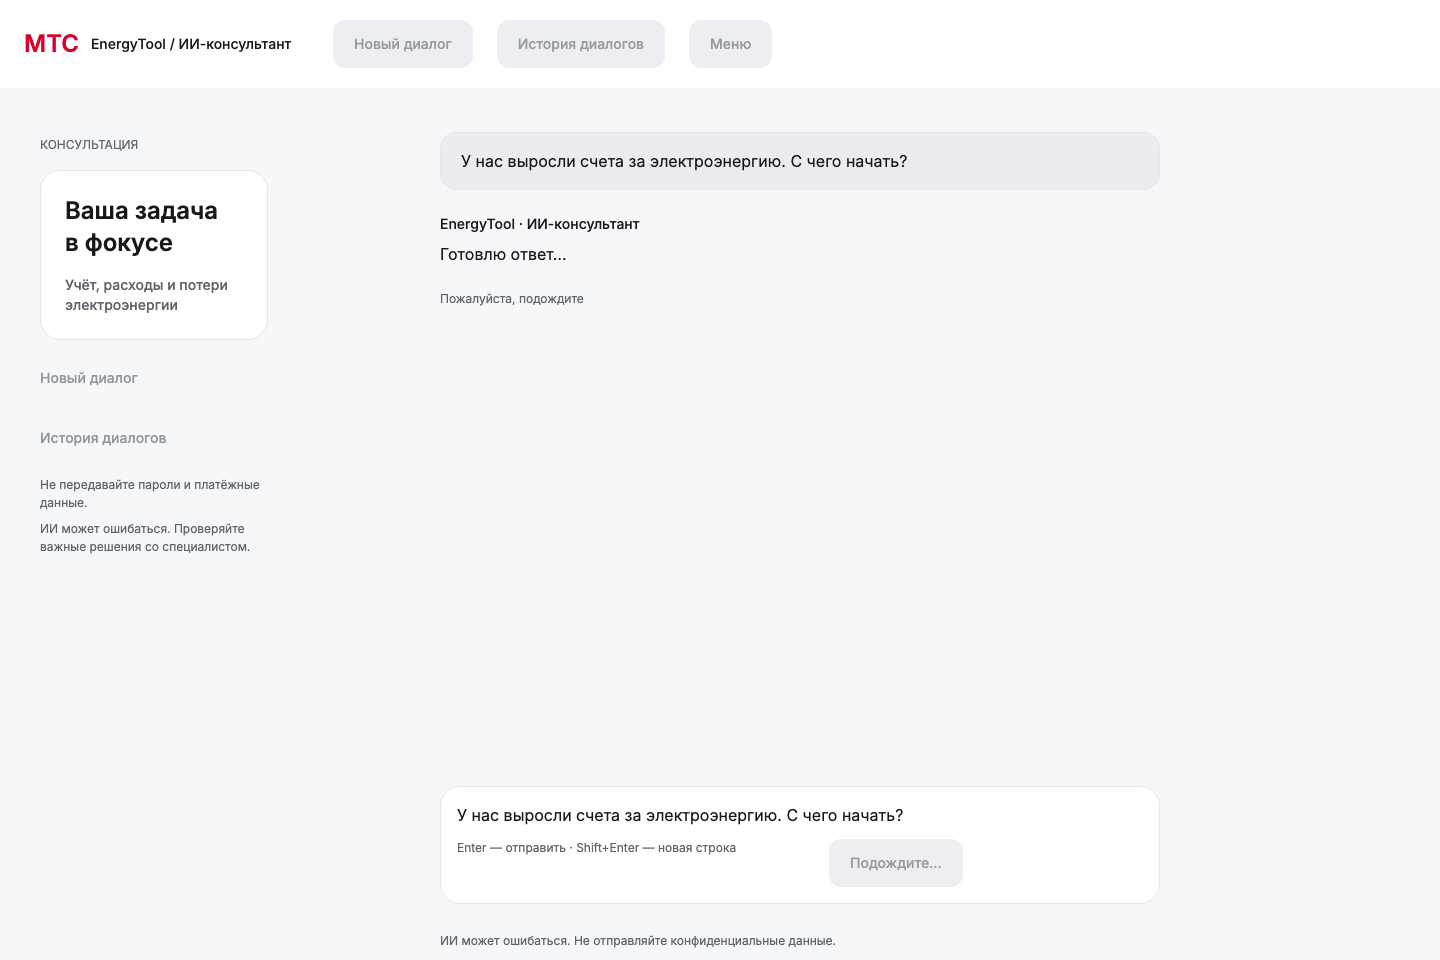 МТС EnergyTool / ИИ-консультант Новый диалог История диалогов Меню
КОНСУЛЬТАЦИЯ
Ваша задача
в фокусе
Учёт, расходы и потери
электроэнергии
Новый диалог
История диалогов
Не передавайте пароли и платёжные
данные.
ИИ может ошибаться. Проверяйте
важные решения со специалистом.
У нас выросли счета за электроэнергию. С чего начать?
EnergyTool · ИИ-консультант
Готовлю ответ...
Пожалуйста, подождите
У нас выросли счета за электроэнергию. С чего начать?
Enter — отправить · Shift+Enter — новая строка
Подождите...
ИИ может ошибаться. Не отправляйте конфиденциальные данные.